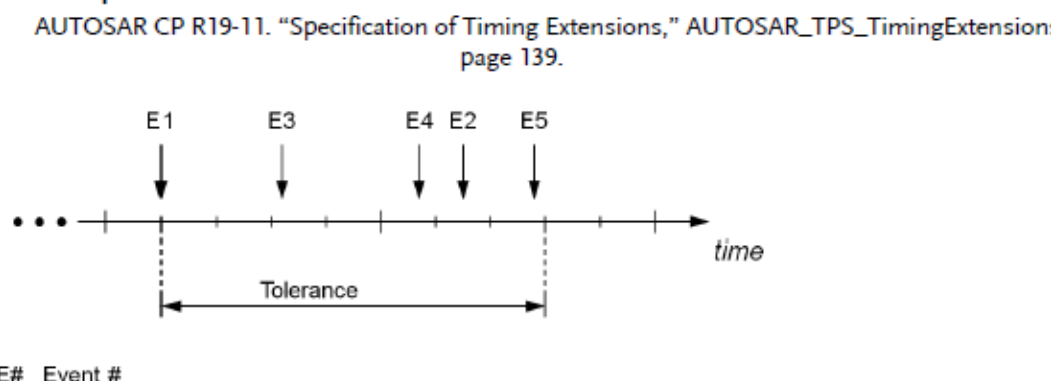 AUTOSAR CP R19-11. “Specification of Timing Extensions,” AUTOSAR_TPS_TimingExtensions
page 139.
E1 E3 E4 E2 E5
time
Tolerance
E# Event #